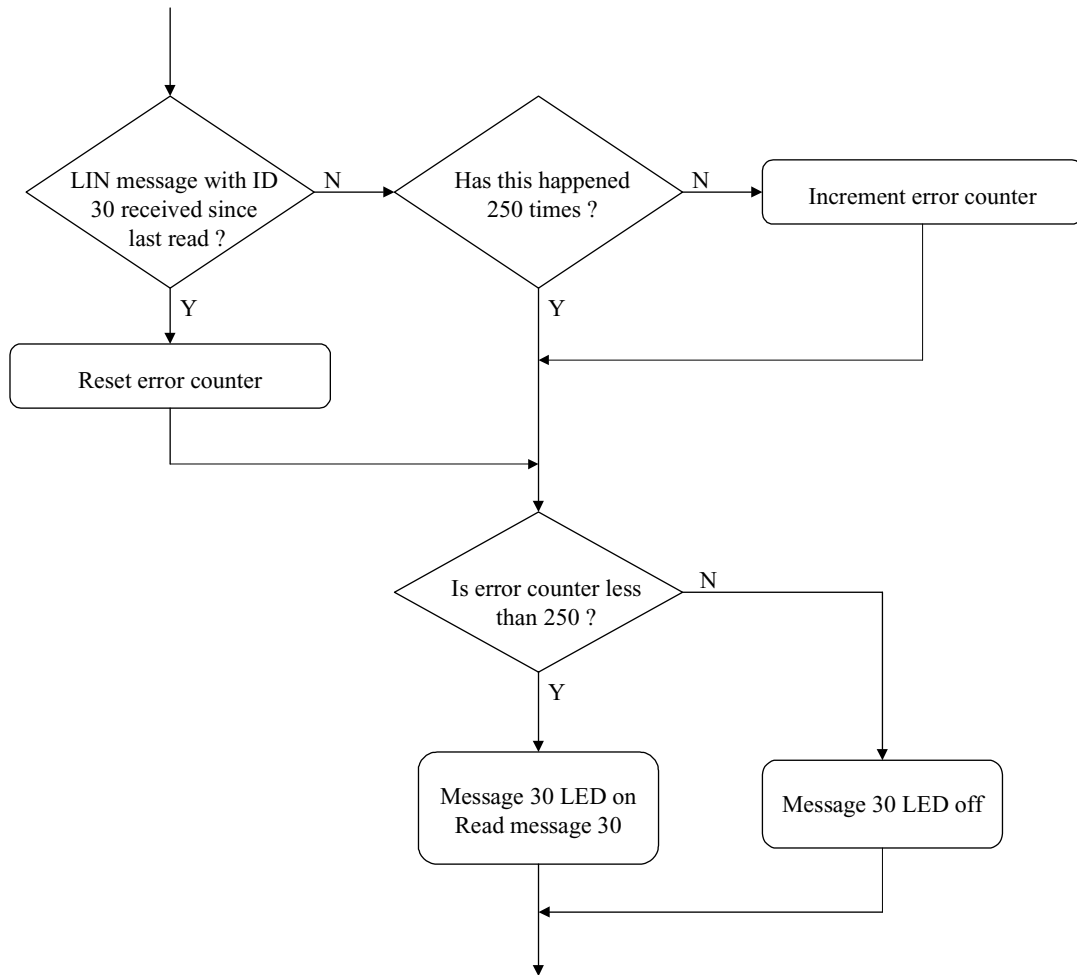 LIN message with ID
30 received since
last read ?
N
Has this happened
250 times ?
N
Increment error counter
Y
Y
Reset error counter
Is error counter less
than 250 ?
N
Y
Message 30 LED on
Read message 30
Message 30 LED off